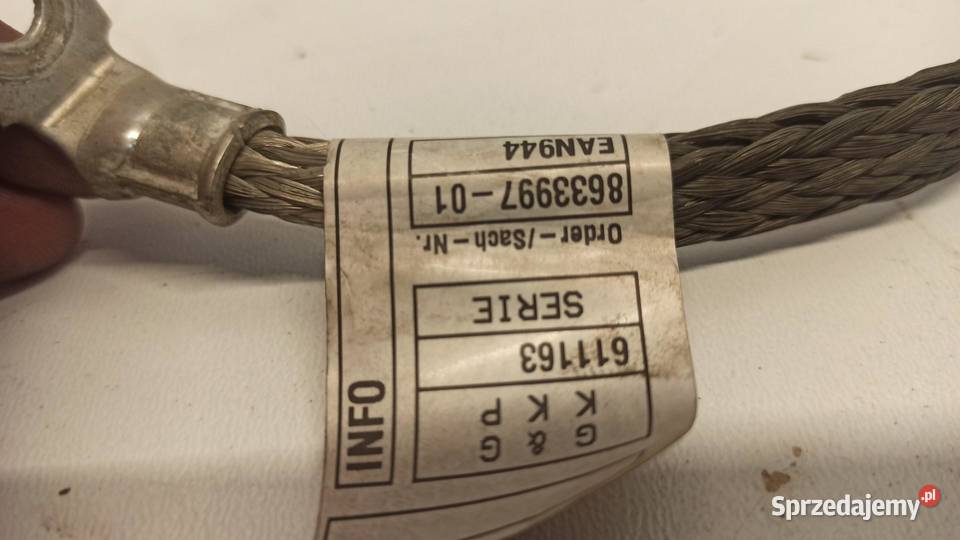 G & G
K K P
611163
SERIE
Order-/Sach-Nr.
8633997-01
EAN944
INFO
Sprzedajemy.pl